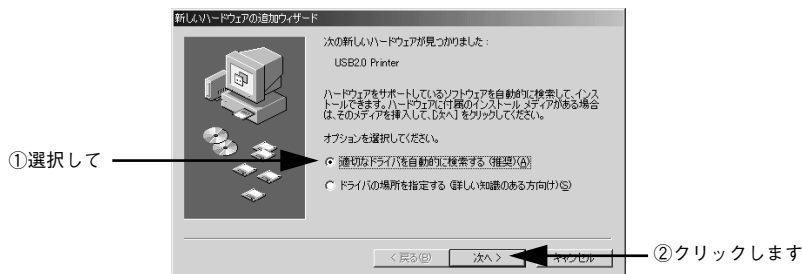 新しいハードウェアの追加ウィザード
次の新しいハードウェアが見つかりました :
USB2.0 Printer
ハードウェアをサポートしているソフトウェアを自動的に検索して、インス
トールできます。ハードウェアに付属のインストール メディアがある場合
は、そのメディアを挿入して、[次へ] をクリックしてください。
オプションを選択してください。
①選択して
適切なドライバを自動的に検索する (推奨)(A)
ドライバの場所を指定する (詳しい知識のある方向け)(S)
< 戻る(B)
次へ >
キャンセル
②クリックします